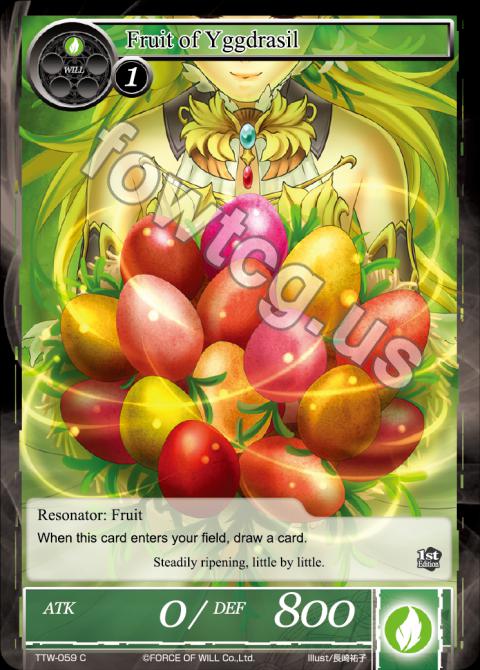 Fruit of Yggdrasil
WILL
1
fowtcg.us
Resonator: Fruit
When this card enters your field, draw a card.
Steadily ripening, little by little.
1st
Edition
ATK 0 / DEF 800
TTW-059 C ©FORCE OF WILL Co.,Ltd. Illust/長嶋祐子